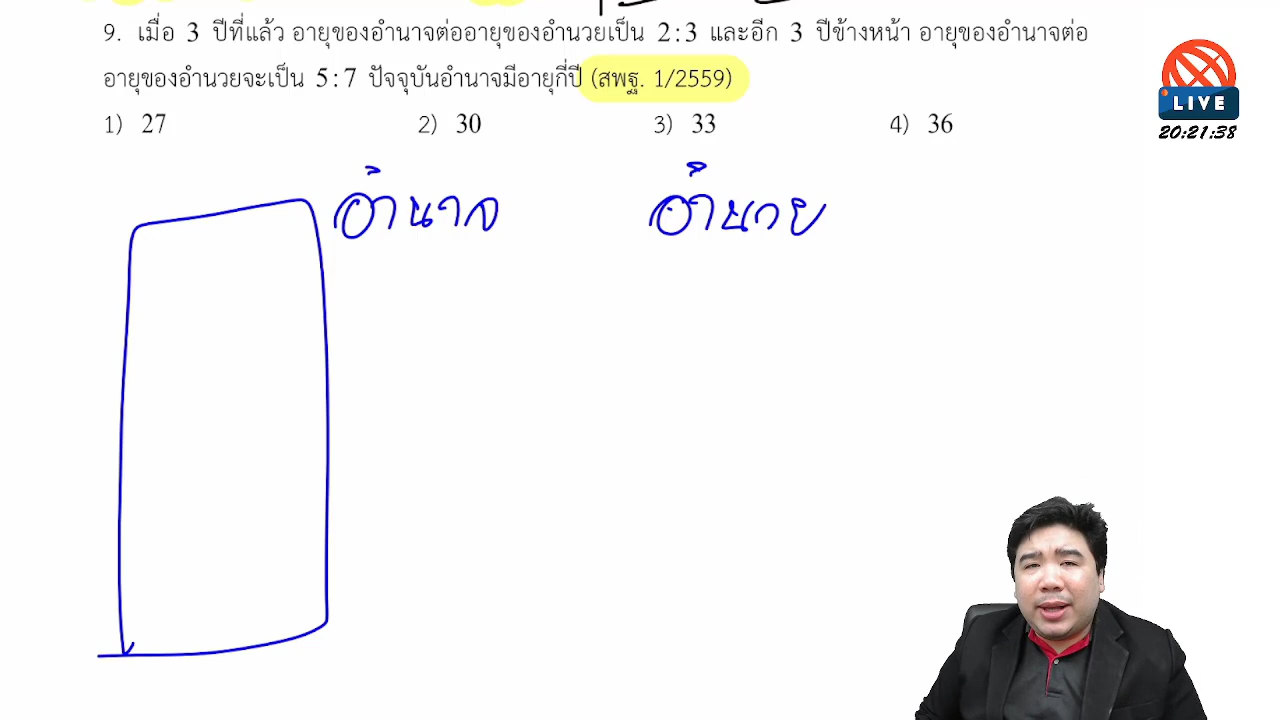 9. เมื่อ 3 ปีที่แล้ว อายุของอำนาจต่ออายุของอำนวยเป็น 2:3 และอีก 3 ปีข้างหน้า อายุของอำนาจต่อ
อายุของอำนวยจะเป็น 5:7 ปัจจุบันอำนาจมีอายุกี่ปี (สพฐ. 1/2559)
1) 27 2) 30 3) 33 4) 36
อำนาจ อำนวย
LIVE
20:21:38